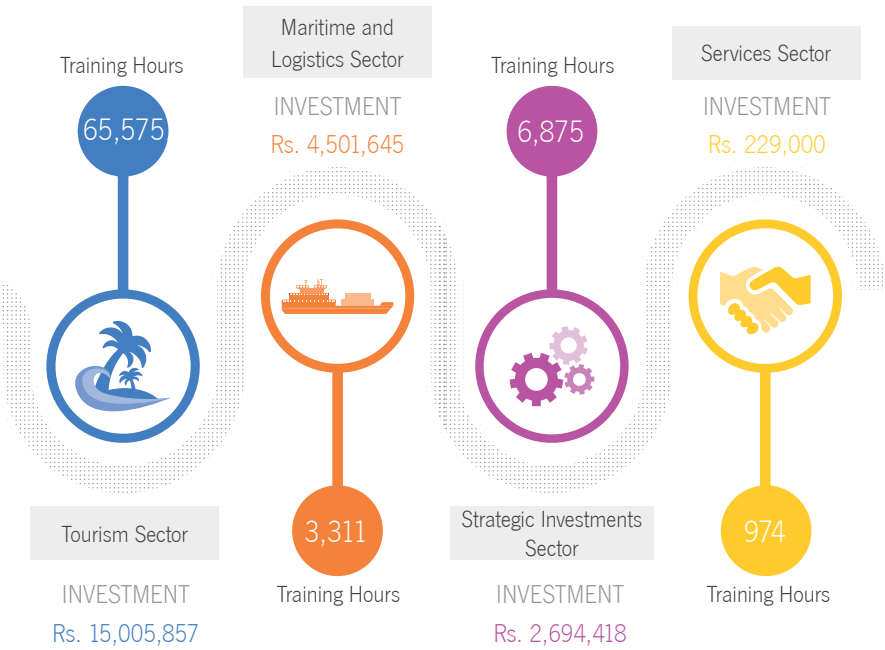 Training Hours
65,575
Tourism Sector
INVESTMENT
Rs. 15,005,857
Maritime and
Logistics Sector
INVESTMENT
Rs. 4,501,645
3,311
Training Hours
Training Hours
6,875
Strategic Investments
Sector
INVESTMENT
Rs. 2,694,418
Services Sector
INVESTMENT
Rs. 229,000
974
Training Hours